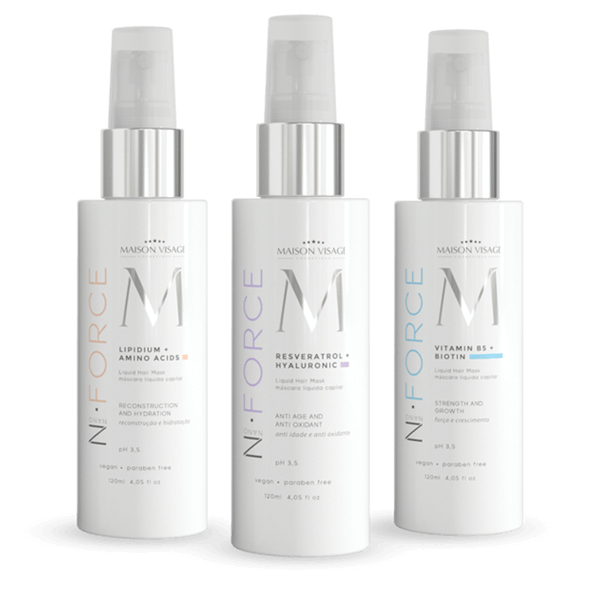 MAISON VISAGE
M
N·FORCE
NANO
LIPIDIUM +
AMINO ACIDS
Liquid Hair Mask
máscara líquida capilar
RECONSTRUCTION
AND HYDRATION
reconstrução e hidratação
pH 3,5
vegan + paraben free
120ml 4,05 fl oz
MAISON VISAGE
M
N·FORCE
RESVERATROL +
HYALURONIC
Liquid Hair Mask
máscara líquida capilar
ANTI AGE AND
ANTI OXIDANT
anti idade e anti oxidante
pH 3,5
vegan + paraben free
120ml 4,05 fl oz
MAISON VISAGE
M
N·FORCE
NANO
VITAMIN B5 +
BIOTIN
Liquid Hair Mask
máscara líquida capilar
STRENGTH AND
GROWTH
força e crescimento
pH 3,5
vegan + paraben free
120ml 4,05 fl oz